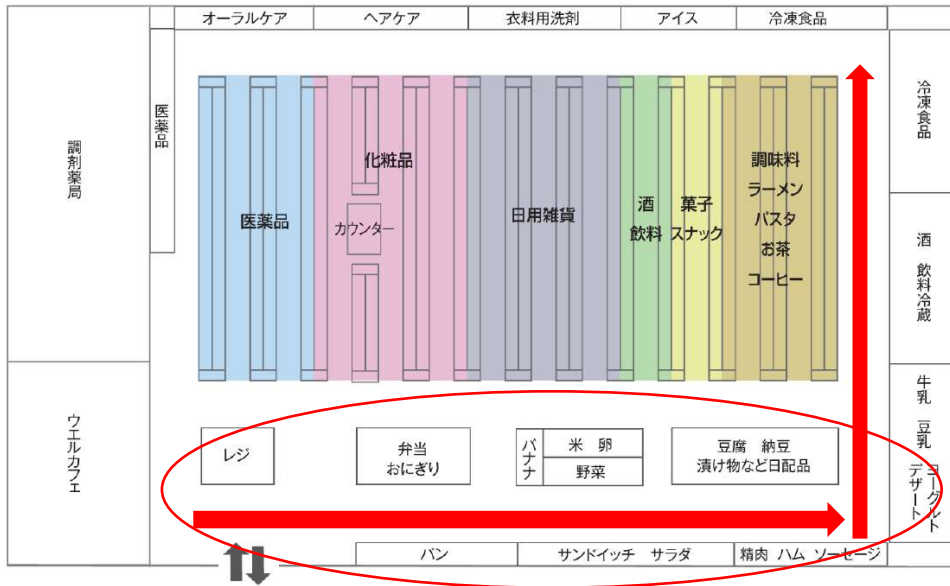 オーラルケア
ヘアケア
衣料用洗剤
アイス
冷凍食品
調剤薬局
医薬品
医薬品
化粧品
カウンター
日用雑貨
酒
飲料
菓子
スナック
調味料
ラーメン
パスタ
お茶
コーヒー
冷凍食品
酒 飲料冷蔵
牛乳 豆乳
ヨーグルト
デザート
ウエルカフェ
レジ
弁当
おにぎり
バナナ
米 卵
野菜
豆腐 納豆
漬け物など日配品
パン
サンドイッチ サラダ
精肉 ハム ソーセージ